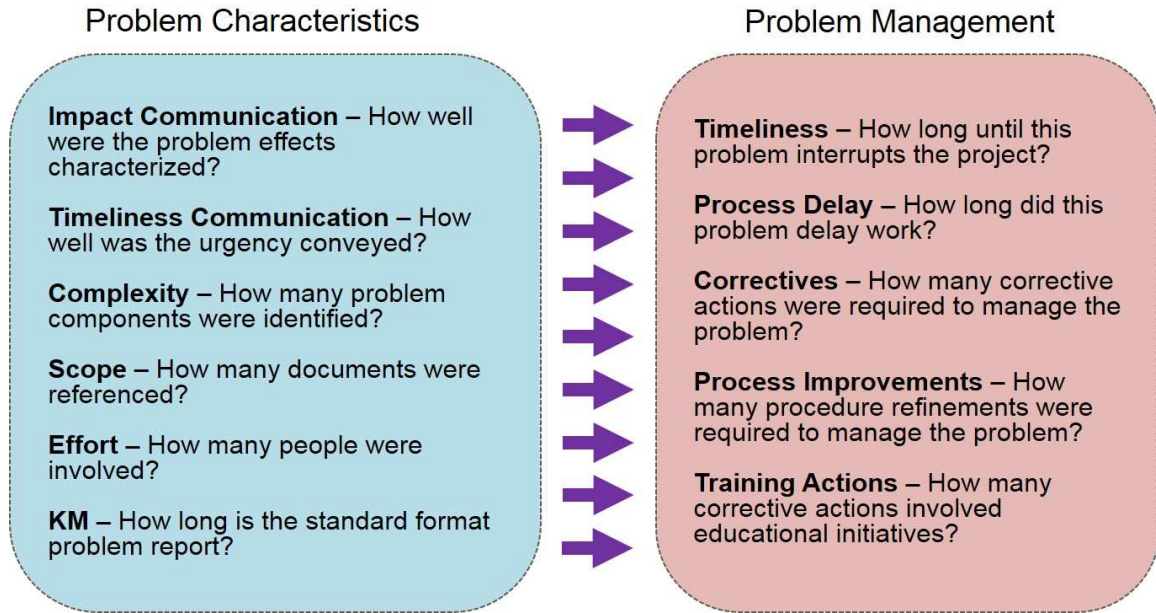 Problem Characteristics
Impact Communication – How well
were the problem effects
characterized?
Timeliness Communication – How
well was the urgency conveyed?
Complexity – How many problem
components were identified?
Scope – How many documents were
referenced?
Effort – How many people were
involved?
KM – How long is the standard format
problem report?
Problem Management
Timeliness – How long until this
problem interrupts the project?
Process Delay – How long did this
problem delay work?
Correctives – How many corrective
actions were required to manage the
problem?
Process Improvements – How
many procedure refinements were
required to manage the problem?
Training Actions – How many
corrective actions involved
educational initiatives?